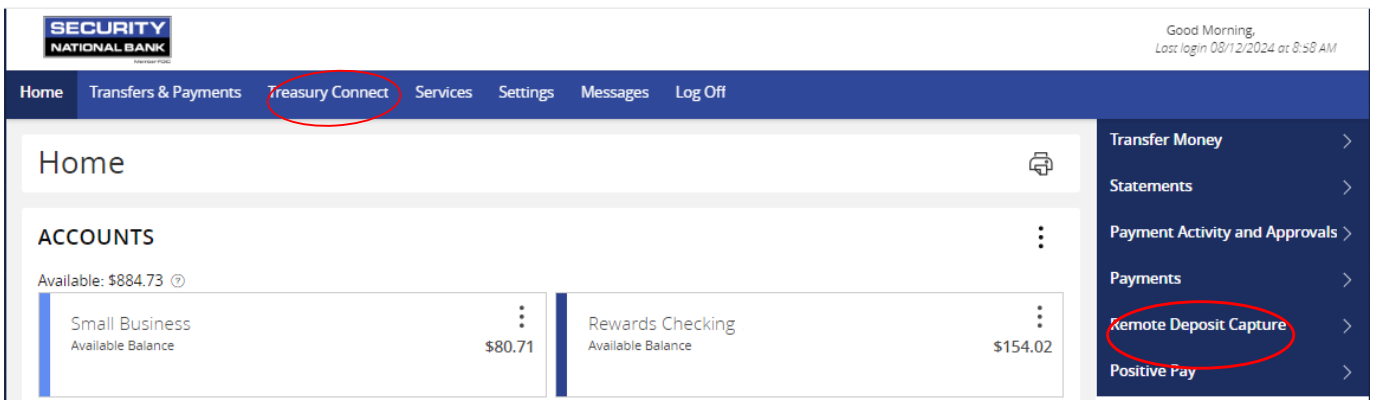 SECURITY
NATIONAL BANK
Member FDIC
Good Morning,
Last login 08/12/2024 at 8:58 AM
Home Transfers & Payments Treasury Connect Services Settings Messages Log Off
Home
ACCOUNTS
Available: $884.73 ?
Small Business
Available Balance
$80.71
Rewards Checking
Available Balance
$154.02
Transfer Money
Statements
Payment Activity and Approvals
Payments
Remote Deposit Capture
Positive Pay